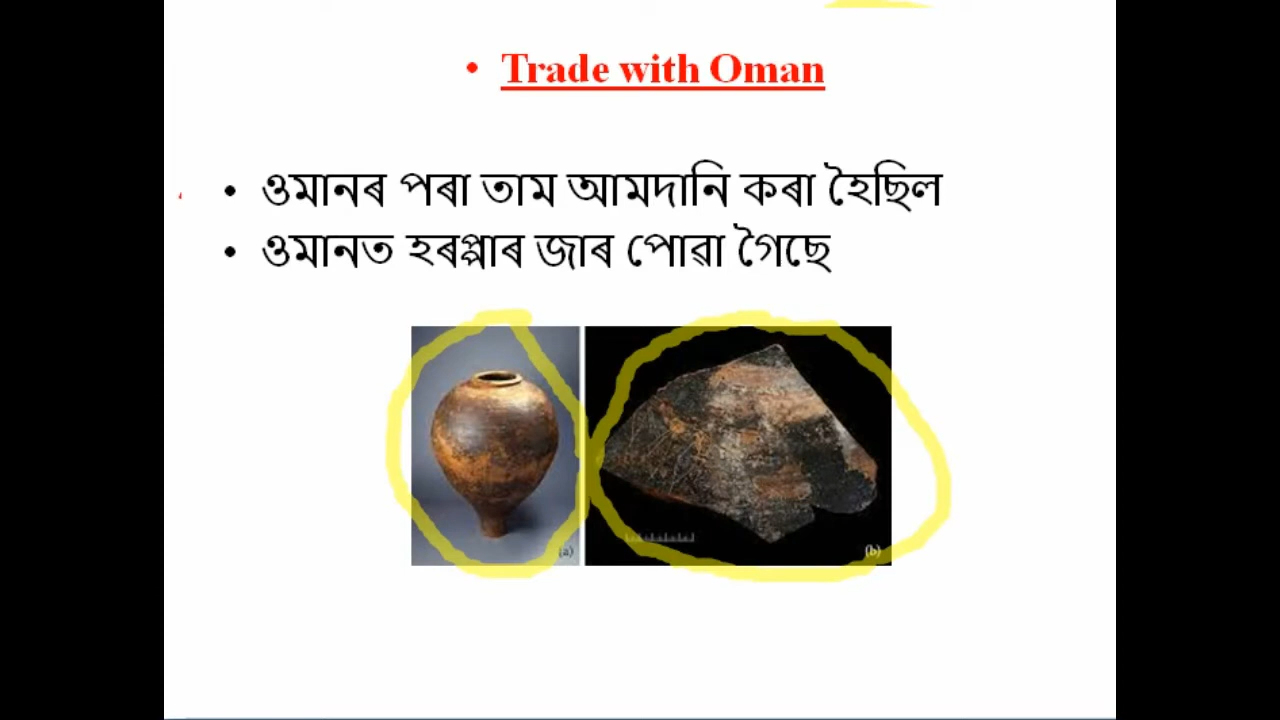 • Trade with Oman
• ওমানৰ পৰা তাম আমদানি কৰা হৈছিল
• ওমানত হৰপ্পাৰ জাৰ পোৱা গৈছে
(a) (b)